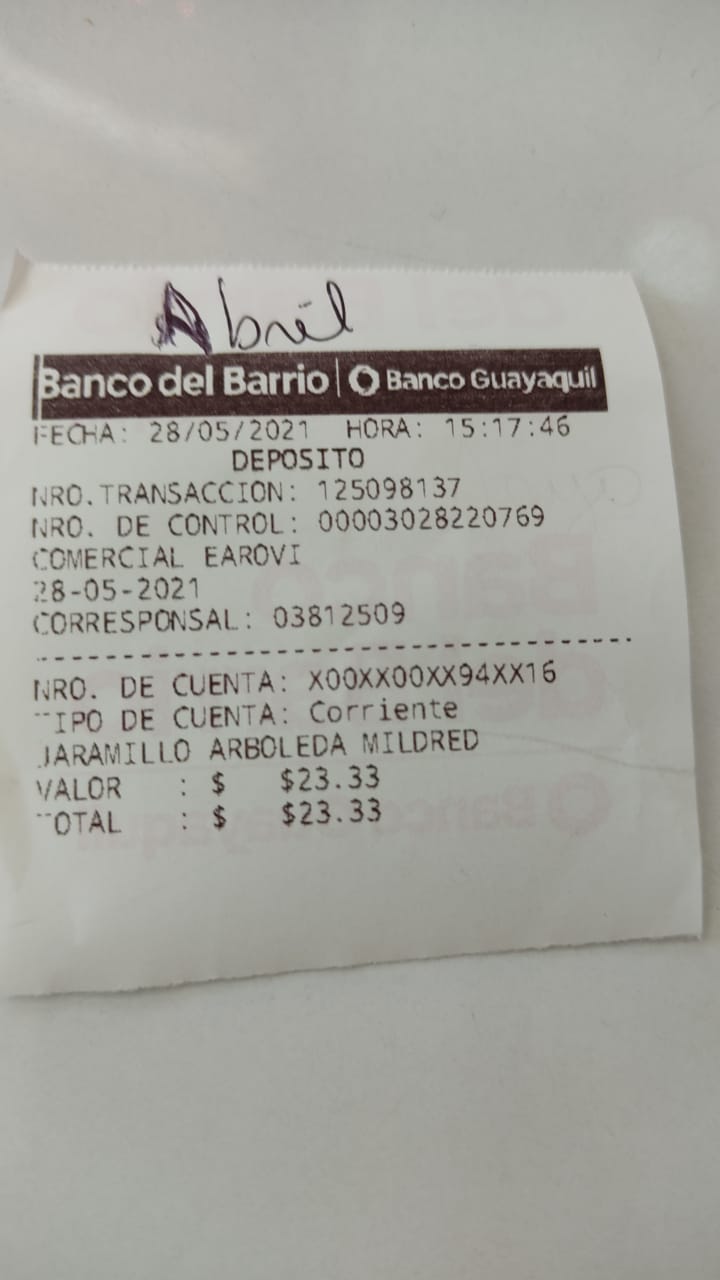 Abril
Banco del Barrio | Banco Guayaquil
FECHA: 28/05/2021 HORA: 15:17:46
DEPOSITO
NRO.TRANSACCION: 125098137
NRO. DE CONTROL: 00003028220769
COMERCIAL EAROVI
28-05-2021
CORRESPONSAL: 03812509
NRO. DE CUENTA: X00XX00XX94XX16
TIPO DE CUENTA: Corriente
JARAMILLO ARBOLEDA MILDRED
VALOR : $ $23.33
TOTAL : $ $23.33